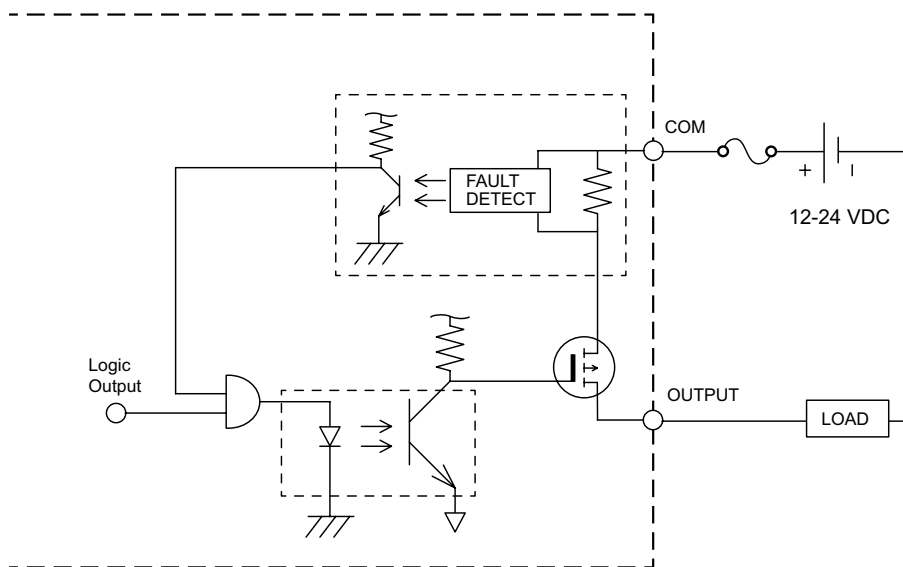 COM
FAULT
DETECT
+
–
12-24 VDC
Logic
Output
OUTPUT
LOAD